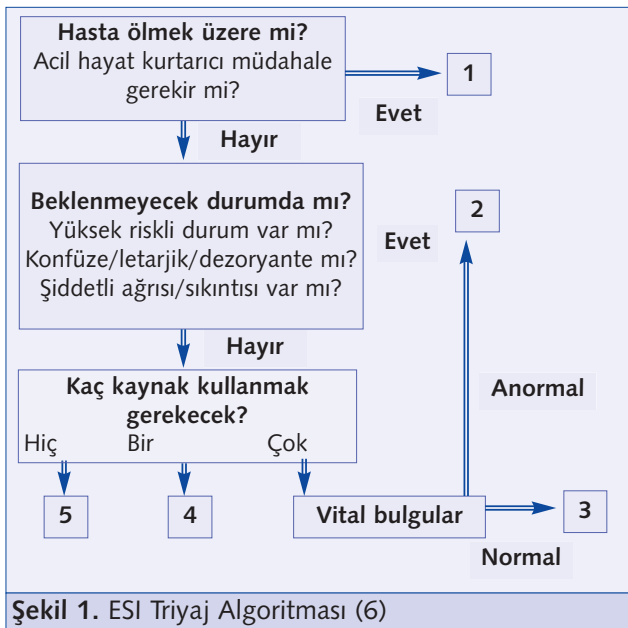 Hasta ölmek üzere mi?
Acil hayat kurtarıcı müdahale
gerekir mi?
1
Evet
Hayır
Beklenmeyecek durumda mı?
Yüksek riskli durum var mı?
Konfüze/letarjik/dezoryante mı?
Şiddetli ağrısı/sıkıntısı var mı?
2
Evet
Hayır
Kaç kaynak kullanmak
gerekecek?
Hiç Bir Çok
Anormal
5 4 Vital bulgular 3
Normal
Şekil 1. ESI Triyaj Algoritması (6)